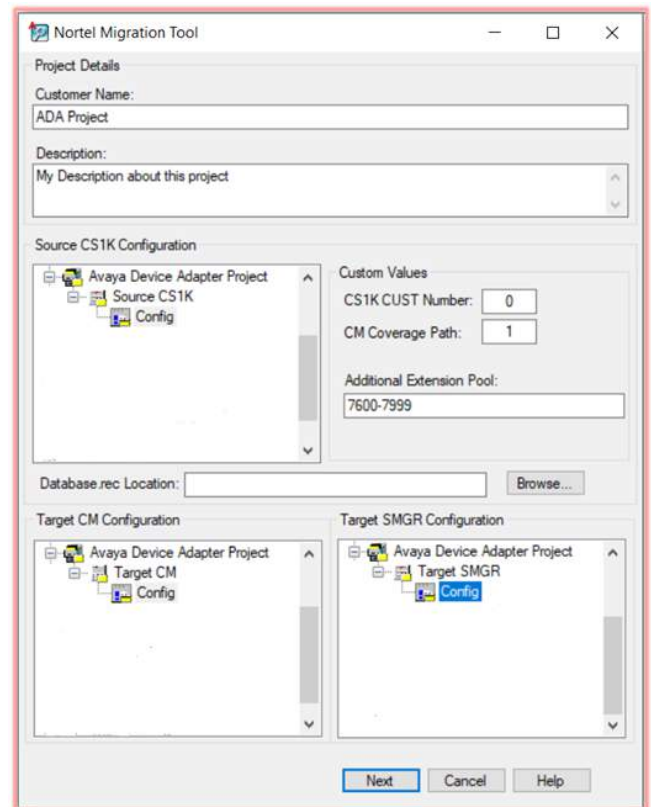 Nortel Migration Tool
Project Details
Customer Name:
ADA Project
Description:
My Description about this project
Source CS1K Configuration
Avaya Device Adapter Project
Source CS1K
Config
Custom Values
CS1K CUST Number: 0
CM Coverage Path: 1
Additional Extension Pool:
7600-7999
Database.rec Location:
Browse...
Target CM Configuration
Avaya Device Adapter Project
Target CM
Config
Target SMGR Configuration
Avaya Device Adapter Project
Target SMGR
Config
Next Cancel Help